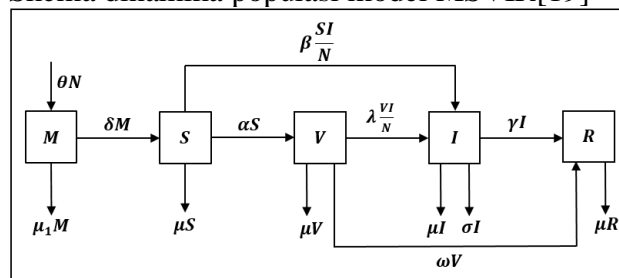 Skema dinamika populasi model MSVIR[19]
β SI/N
θN
M δM S αS V λ VI/N I γI R
μ₁M μS μV μI σI μR
ωV